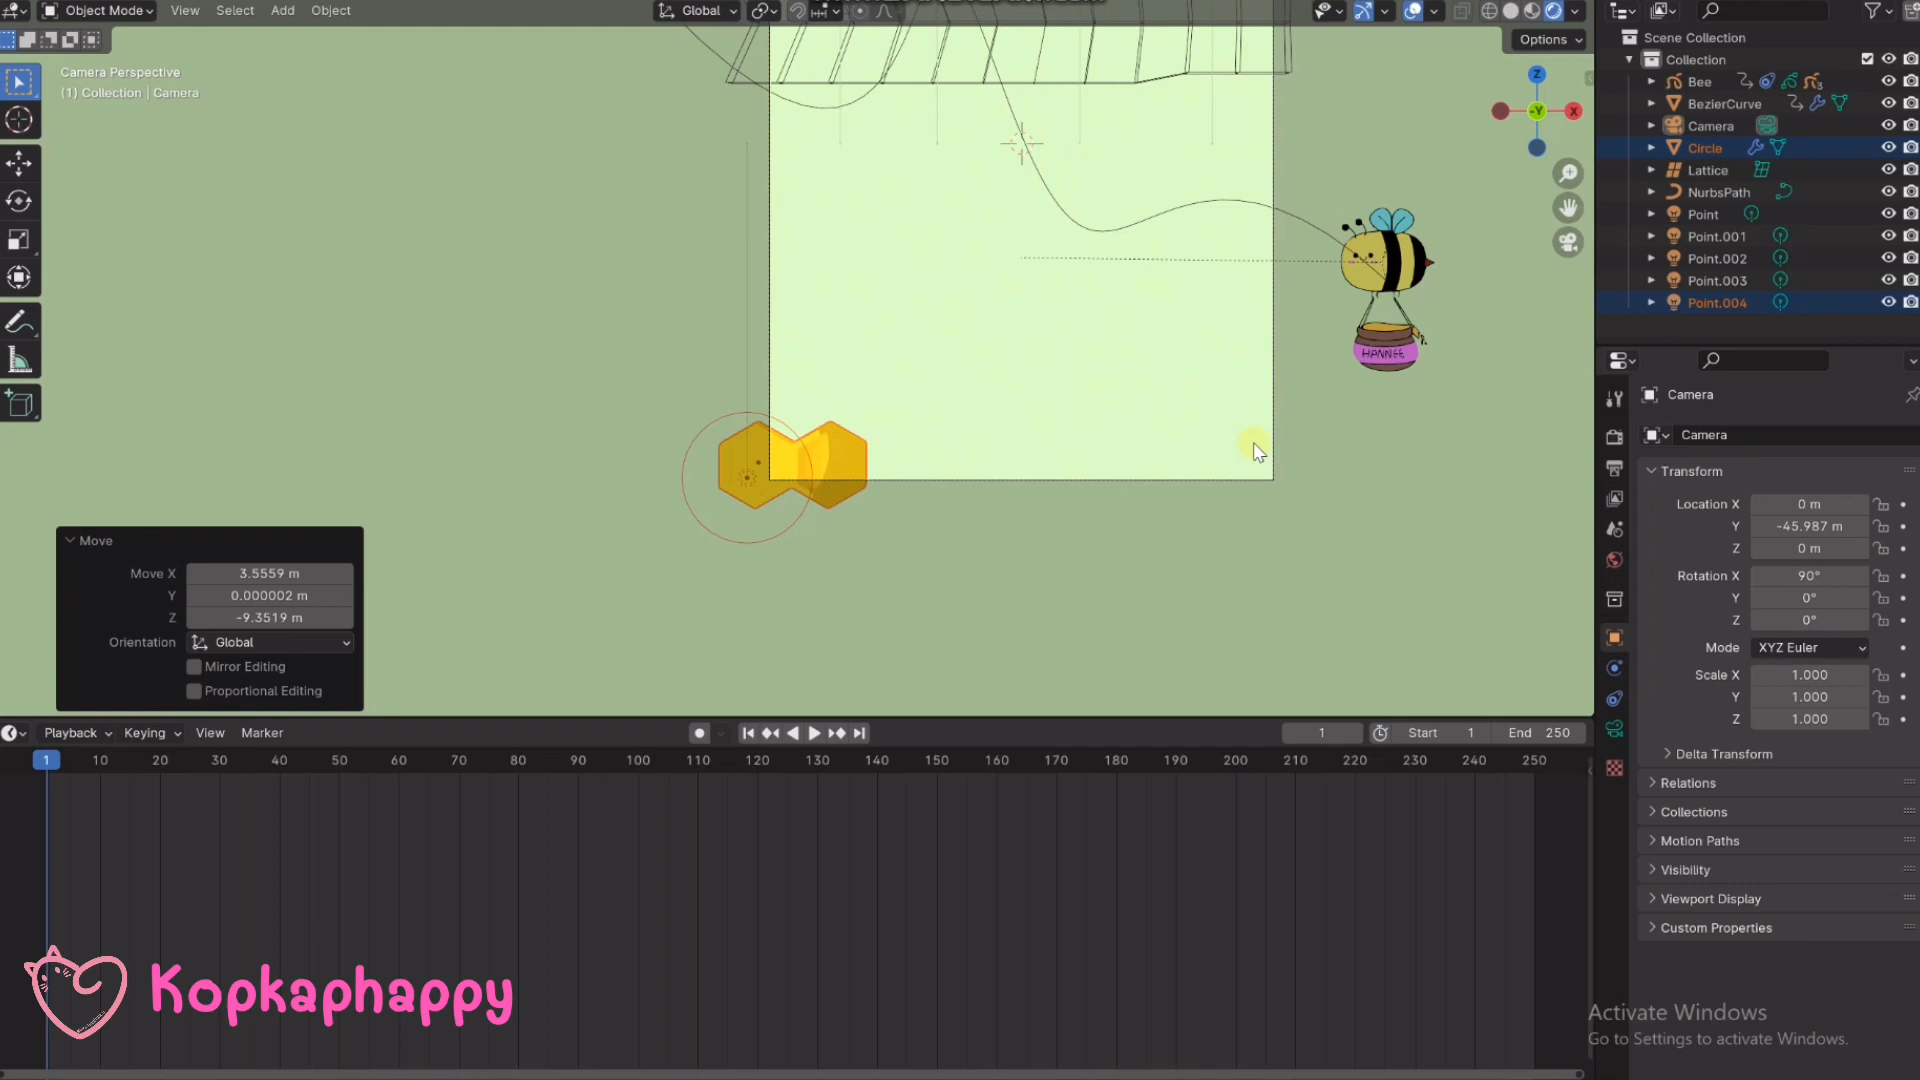 Object Mode View Select Add Object Global
Options
Camera Perspective
(1) Collection | Camera
Scene Collection
Collection
Bee
BezierCurve
Camera
Circle
Lattice
NurbsPath
Point
Point.001
Point.002
Point.003
Point.004
Z
X
-Y
HANNEE
Camera
Camera
Transform
Location X 0 m
Y -45.987 m
Z 0 m
Rotation X 90°
Y 0°
Z 0°
Mode XYZ Euler
Scale X 1.000
Y 1.000
Z 1.000
Delta Transform
Relations
Collections
Motion Paths
Visibility
Viewport Display
Custom Properties
Move
Move X 3.5559 m
Y 0.000002 m
Z -9.3519 m
Orientation Global
Mirror Editing
Proportional Editing
Playback Keying View Marker 1 Start 1 End 250
1 10 20 30 40 50 60 70 80 90 100 110 120 130 140 150 160 170 180 190 200 210 220 230 240 250
Kopkaphappy
Activate Windows
Go to Settings to activate Windows.